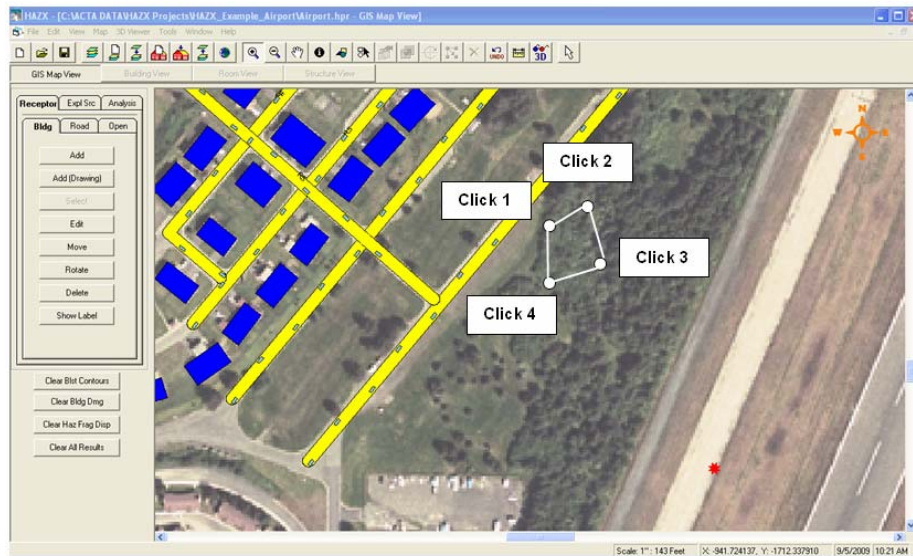 HAZX - [C:\ACTA DATA\HAZX Projects\HAZX_Example_Airport\Airport.hpr - GIS Map View]
File Edit View Map 3D Viewer Tools Window Help
UNDO 3D
GIS Map View Building View Room View Structure View
Receptor Expl Src Analysis
Bldg Road Open
Add
Add (Drawing)
Select
Edit
Move
Rotate
Delete
Show Label
Clear Blst Contours
Clear Bldg Dmg
Clear Haz Frag Disp
Clear All Results
N
W
Click 2
Click 1
Click 3
Click 4
Scale: 1" : 143 Feet X: -941.724137, Y: -1712.337910 9/5/2009 10:21 AM